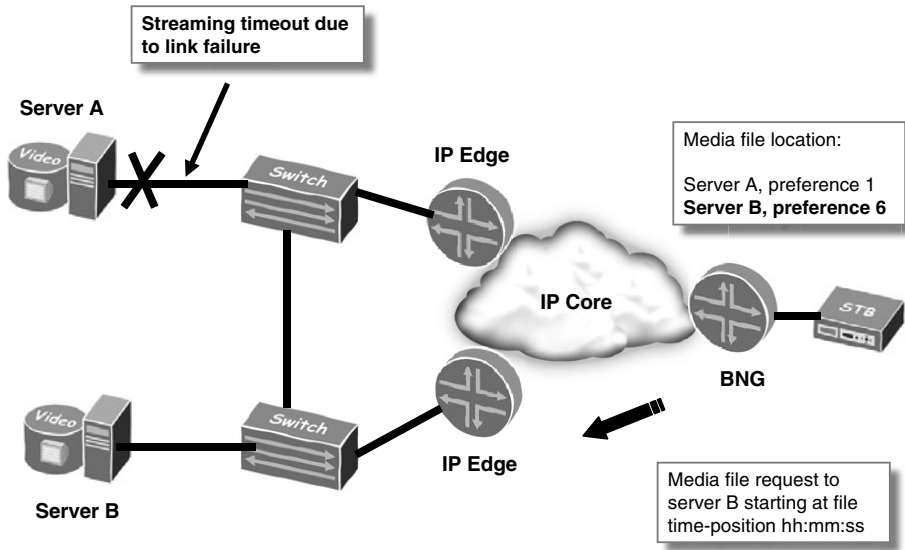 Streaming timeout due
to link failure
Server A
Video
Switch
IP Edge
Media file location:
Server A, preference 1
Server B, preference 6
IP Core
STB
BNG
Video
Switch
IP Edge
Server B
Media file request to
server B starting at file
time-position hh:mm:ss